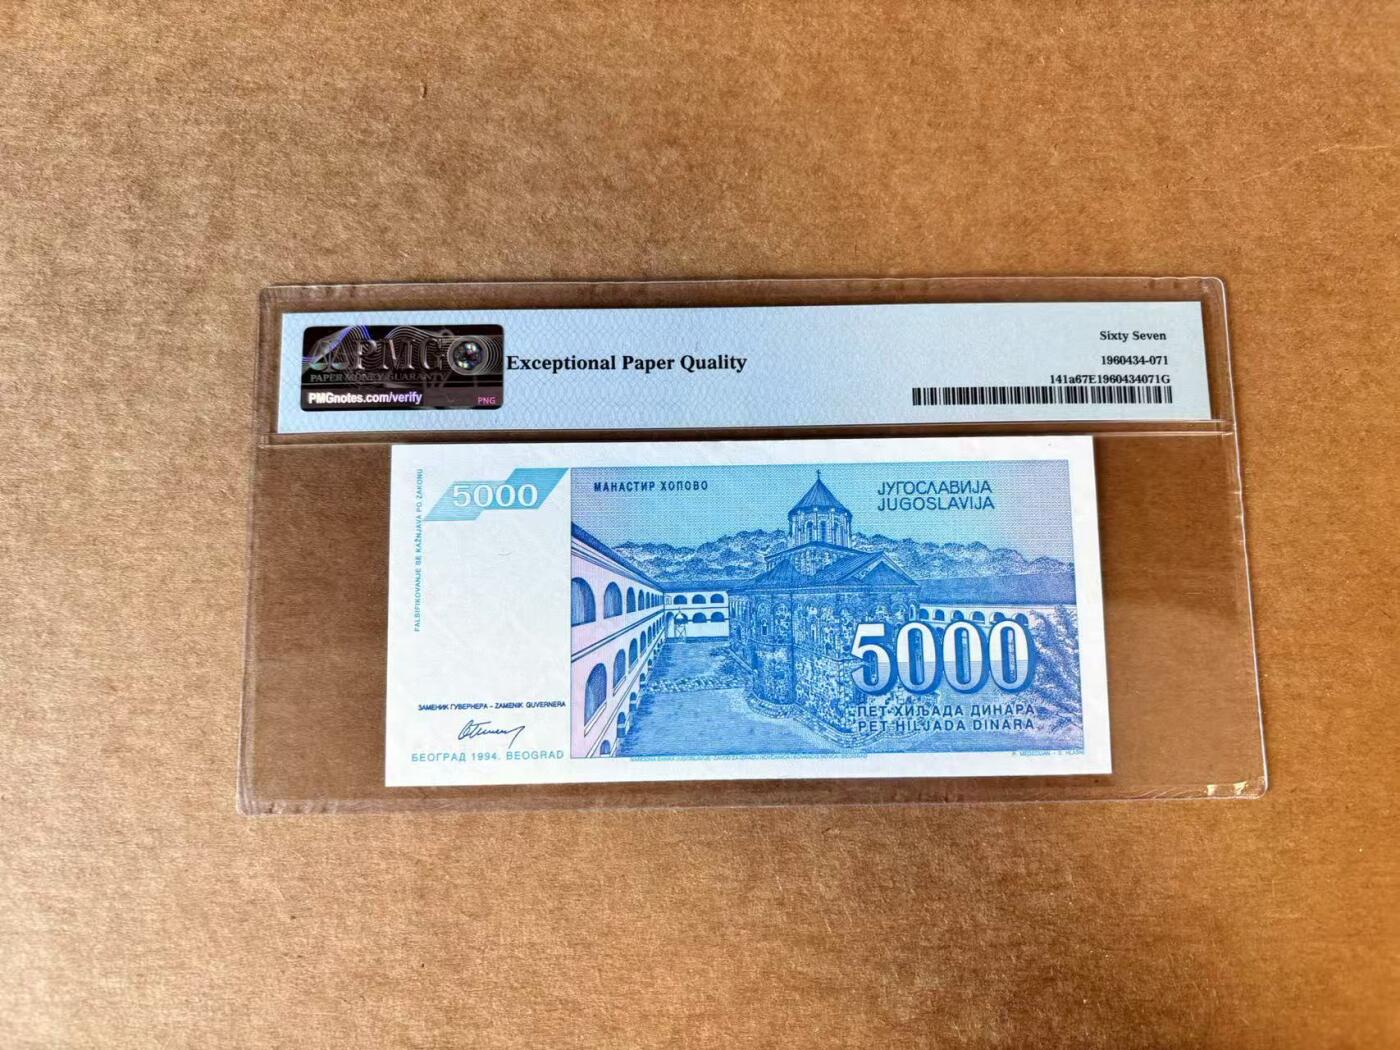 PMG
PAPER MONEY GUARANTY
PMGnotes.com/verify
PNG
Exceptional Paper Quality
Sixty Seven
1960434-071
141a67E1960434071G
FALSIFIKOVANJE SE KAŽNJAVA PO ZAKONU
5000
МАНАСТИР ХОПОВО
ЈУГОСЛАВИЈА
JUGOSLAVIJA
5000
ПЕТ ХИЉАДА ДИНАРА
PET HILJADA DINARA
ЗАМЕНИК ГУВЕРНЕРА - ZAMENIK GUVERNERA
БЕОГРАД 1994. BEOGRAD